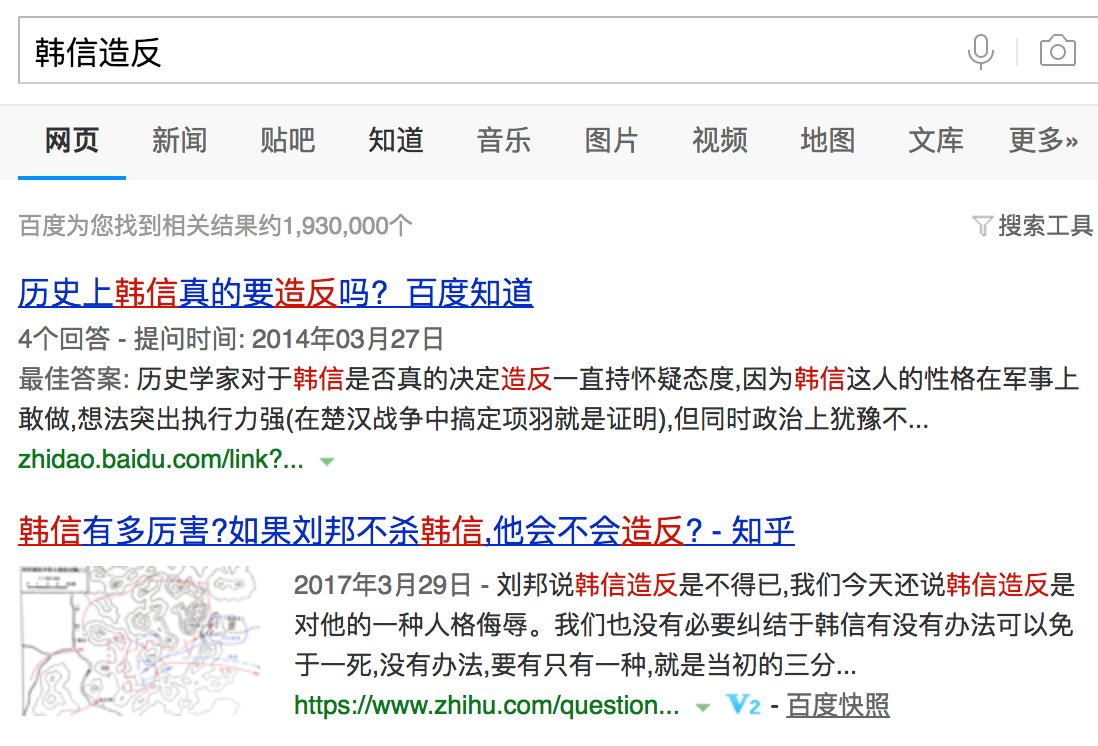 韩信造反
网页 新闻 贴吧 知道 音乐 图片 视频 地图 文库 更多»
百度为您找到相关结果约1,930,000个 搜索工具
历史上韩信真的要造反吗？_百度知道
4个回答 - 提问时间: 2014年03月27日
最佳答案: 历史学家对于韩信是否真的决定造反一直持怀疑态度,因为韩信这人的性格在军事上
敢做,想法突出执行力强(在楚汉战争中搞定项羽就是证明),但同时政治上犹豫不...
zhidao.baidu.com/link?...
韩信有多厉害?如果刘邦不杀韩信,他会不会造反? - 知乎
2017年3月29日 - 刘邦说韩信造反是不得已,我们今天还说韩信造反是
对他的一种人格侮辱。我们也没有必要纠结于韩信有没有办法可以免
于一死,没有办法,要有只有一种,就是当初的三分...
https://www.zhihu.com/question... V2 - 百度快照